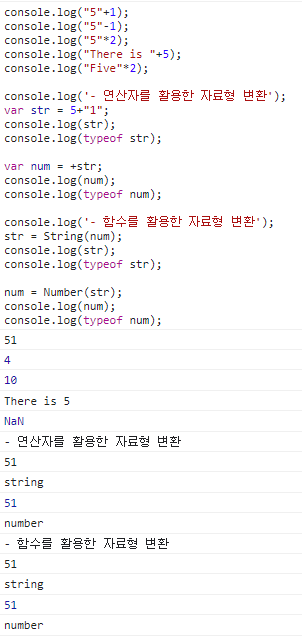 console.log("5"+1);
console.log("5"-1);
console.log("5"*2);
console.log("There is "+5);
console.log("Five"*2);
console.log('- 연산자를 활용한 자료형 변환');
var str = 5+"1";
console.log(str);
console.log(typeof str);
var num = +str;
console.log(num);
console.log(typeof num);
console.log('- 함수를 활용한 자료형 변환');
str = String(num);
console.log(str);
console.log(typeof str);
num = Number(str);
console.log(num);
console.log(typeof num);
51
4
10
There is 5
NaN
- 연산자를 활용한 자료형 변환
51
string
51
number
- 함수를 활용한 자료형 변환
51
string
51
number